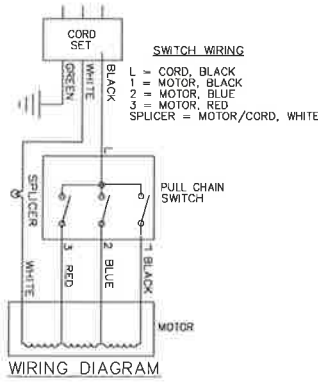 CORD
SET
SWITCH WIRING
L = CORD, BLACK
1 = MOTOR, BLACK
2 = MOTOR, BLUE
3 = MOTOR, RED
SPLICER = MOTOR/CORD, WHITE
GREEN
WHITE
BLACK
L
PULL CHAIN
SWITCH
SPLICER
3
2
1
WHITE
RED
BLUE
BLACK
MOTOR
WIRING DIAGRAM